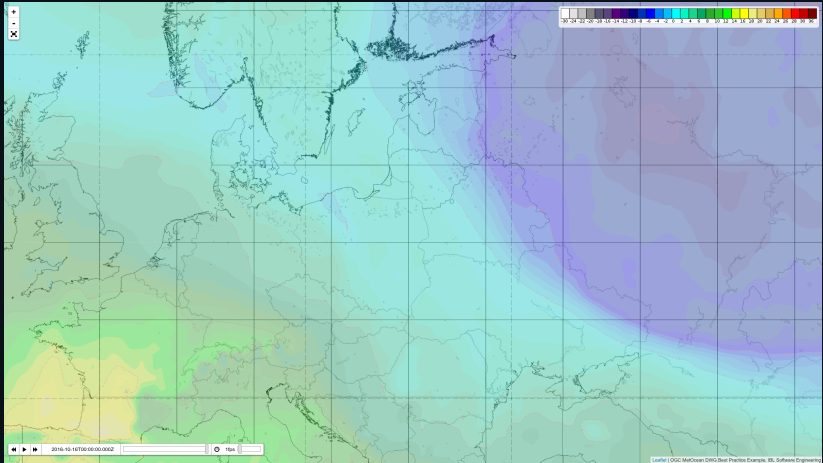 +
-
-30 -24 -22 -20 -18 -16 -14 -12 -10 -8 -6 -4 -2 0 2 4 6 8 10 12 14 16 18 20 22 24 26 28 30 36
2016-10-16T00:00:00.000Z
1fps
Leaflet | OGC MetOcean DWG Best Practice Example, IBL Software Engineering